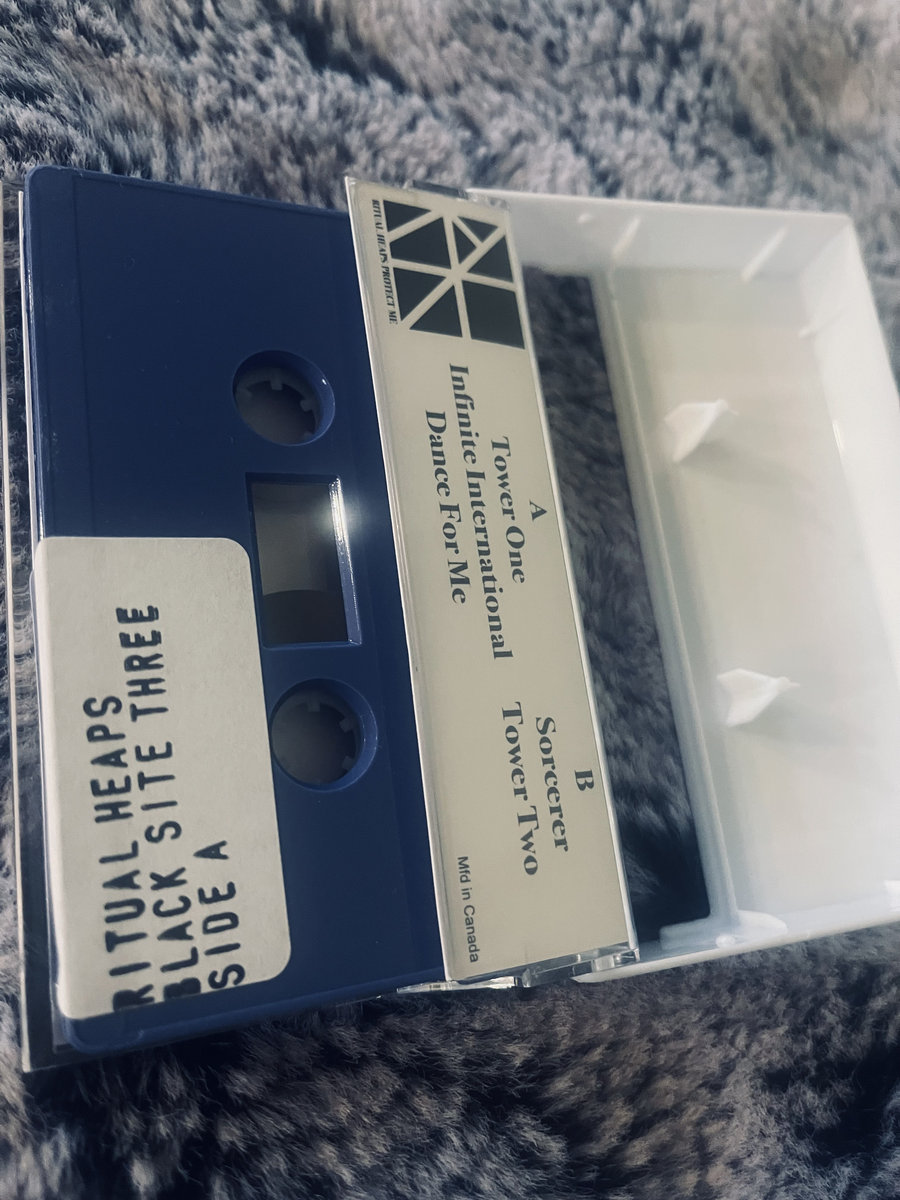 RITUAL HEAPS
BLACK SITE THREE
SIDE A
RITUAL HEAPS PROTECT ME
A
Tower One
Infinite International
Dance For Me
B
Sorcerer
Tower Two
Mfd in Canada